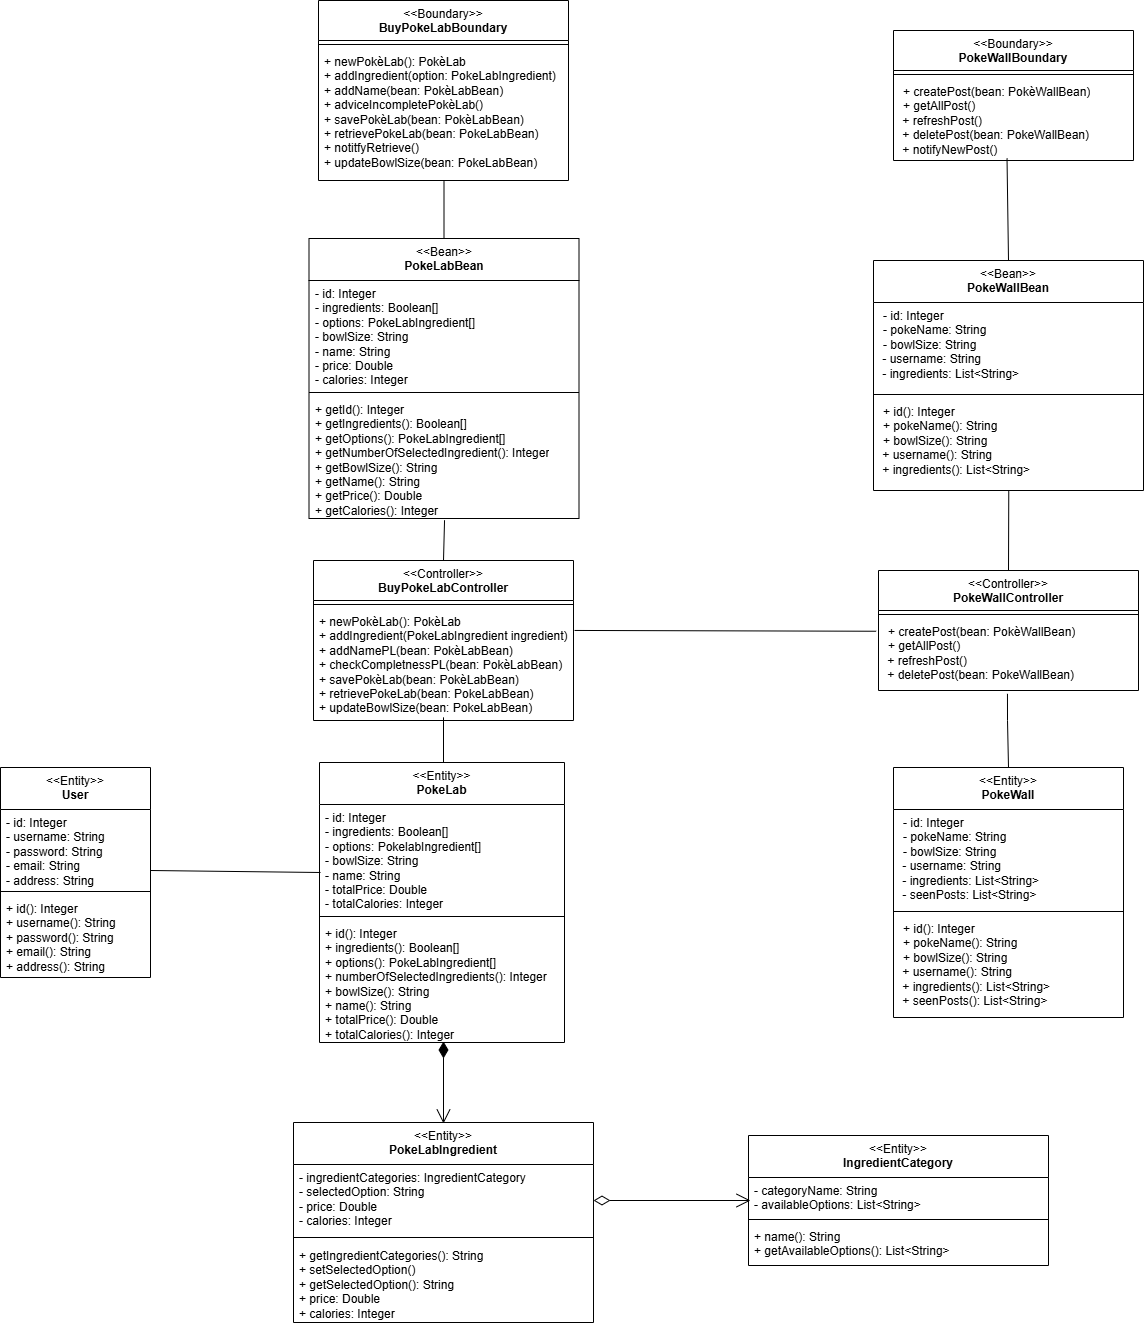 <<Boundary>>
BuyPokeLabBoundary
+ newPokèLab(): PokèLab
+ addIngredient(option: PokeLabIngredient)
+ addName(bean: PokèLabBean)
+ adviceIncompletePokèLab()
+ savePokèLab(bean: PokèLabBean)
+ retrievePokeLab(bean: PokeLabBean)
+ notitfyRetrieve()
+ updateBowlSize(bean: PokeLabBean)
<<Boundary>>
PokeWallBoundary
+ createPost(bean: PokèWallBean)
+ getAllPost()
+ refreshPost()
+ deletePost(bean: PokeWallBean)
+ notifyNewPost()
<<Bean>>
PokeLabBean
- id: Integer
- ingredients: Boolean[]
- options: PokeLabIngredient[]
- bowlSize: String
- name: String
- price: Double
- calories: Integer
+ getId(): Integer
+ getIngredients(): Boolean[]
+ getOptions(): PokeLabIngredient[]
+ getNumberOfSelectedIngredient(): Integer
+ getBowlSize(): String
+ getName(): String
+ getPrice(): Double
+ getCalories(): Integer
<<Bean>>
PokeWallBean
- id: Integer
- pokeName: String
- bowlSize: String
- username: String
- ingredients: List<String>
+ id(): Integer
+ pokeName(): String
+ bowlSize(): String
+ username(): String
+ ingredients(): List<String>
<<Controller>>
BuyPokeLabController
+ newPokèLab(): PokèLab
+ addIngredient(PokeLabIngredient ingredient)
+ addNamePL(bean: PokèLabBean)
+ checkCompletnessPL(bean: PokèLabBean)
+ savePokèLab(bean: PokèLabBean)
+ retrievePokeLab(bean: PokeLabBean)
+ updateBowlSize(bean: PokeLabBean)
<<Controller>>
PokeWallController
+ createPost(bean: PokèWallBean)
+ getAllPost()
+ refreshPost()
+ deletePost(bean: PokeWallBean)
<<Entity>>
User
- id: Integer
- username: String
- password: String
- email: String
- address: String
+ id(): Integer
+ username(): String
+ password(): String
+ email(): String
+ address(): String
<<Entity>>
PokeLab
- id: Integer
- ingredients: Boolean[]
- options: PokelabIngredient[]
- bowlSize: String
- name: String
- totalPrice: Double
- totalCalories: Integer
+ id(): Integer
+ ingredients(): Boolean[]
+ options(): PokeLabIngredient[]
+ numberOfSelectedIngredients(): Integer
+ bowlSize(): String
+ name(): String
+ totalPrice(): Double
+ totalCalories(): Integer
<<Entity>>
PokeWall
- id: Integer
- pokeName: String
- bowlSize: String
- username: String
- ingredients: List<String>
- seenPosts: List<String>
+ id(): Integer
+ pokeName(): String
+ bowlSize(): String
+ username(): String
+ ingredients(): List<String>
+ seenPosts(): List<String>
<<Entity>>
PokeLabIngredient
- ingredientCategories: IngredientCategory
- selectedOption: String
- price: Double
- calories: Integer
+ getIngredientCategories(): String
+ setSelectedOption()
+ getSelectedOption(): String
+ price: Double
+ calories: Integer
<<Entity>>
IngredientCategory
- categoryName: String
- availableOptions: List<String>
+ name(): String
+ getAvailableOptions(): List<String>